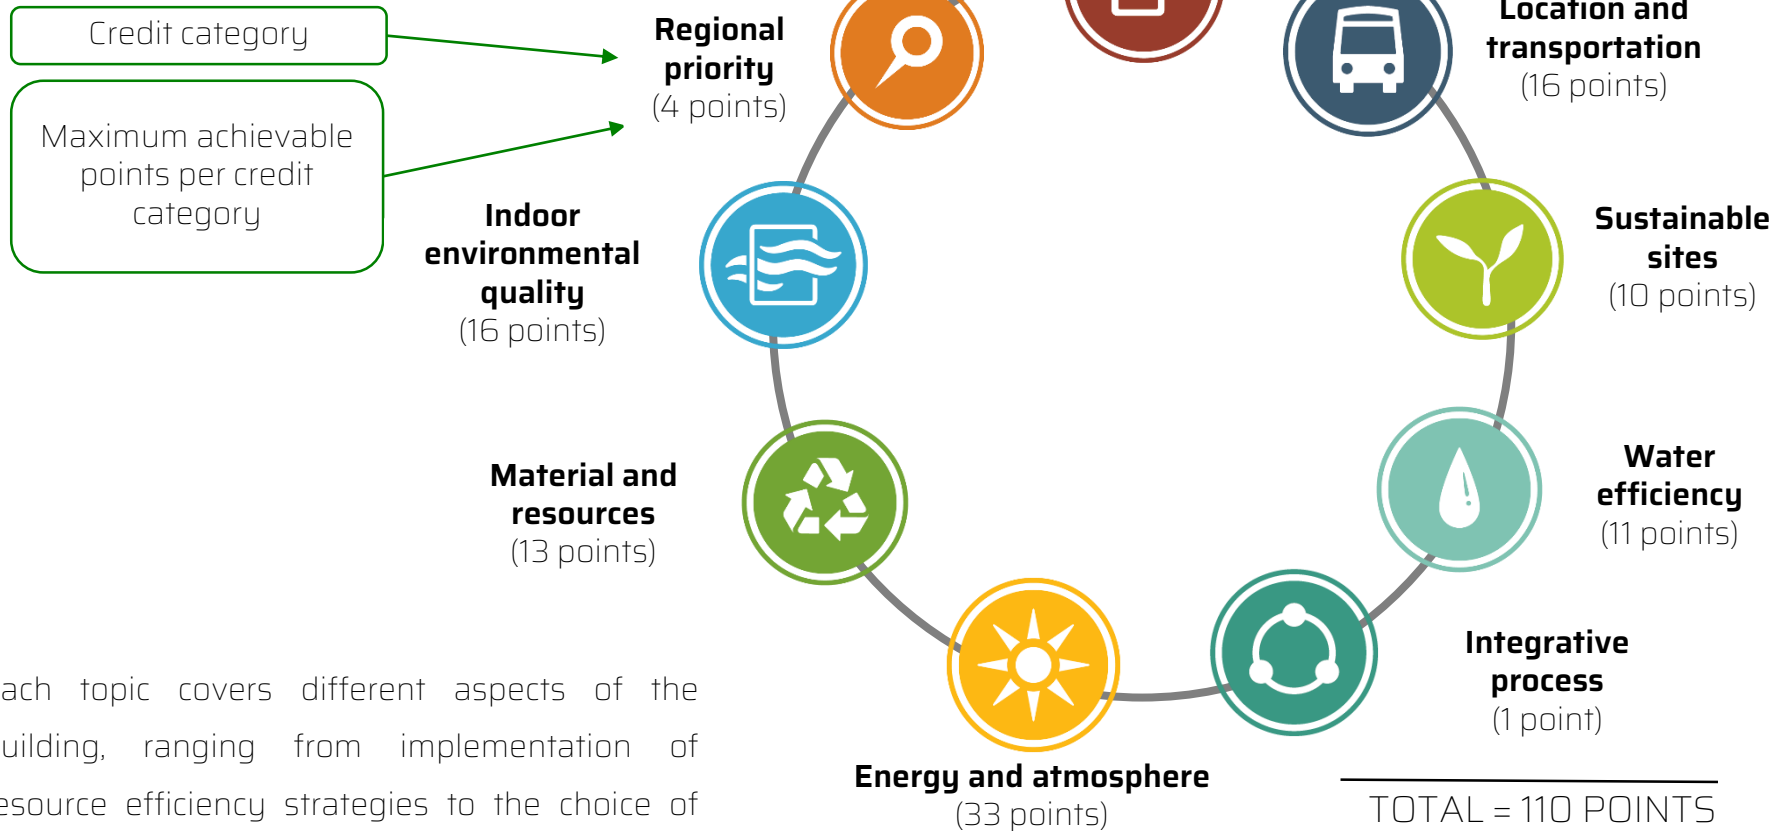 Credit category
Maximum achievable
points per credit
category
Regional
priority
(4 points)
Location and
transportation
(16 points)
Indoor
environmental
quality
(16 points)
Sustainable
sites
(10 points)
Material and
resources
(13 points)
Water
efficiency
(11 points)
Integrative
process
(1 point)
Energy and atmosphere
(33 points)
TOTAL = 110 POINTS
ach topic covers different aspects of the
uilding, ranging from implementation of
esource efficiency strategies to the choice of